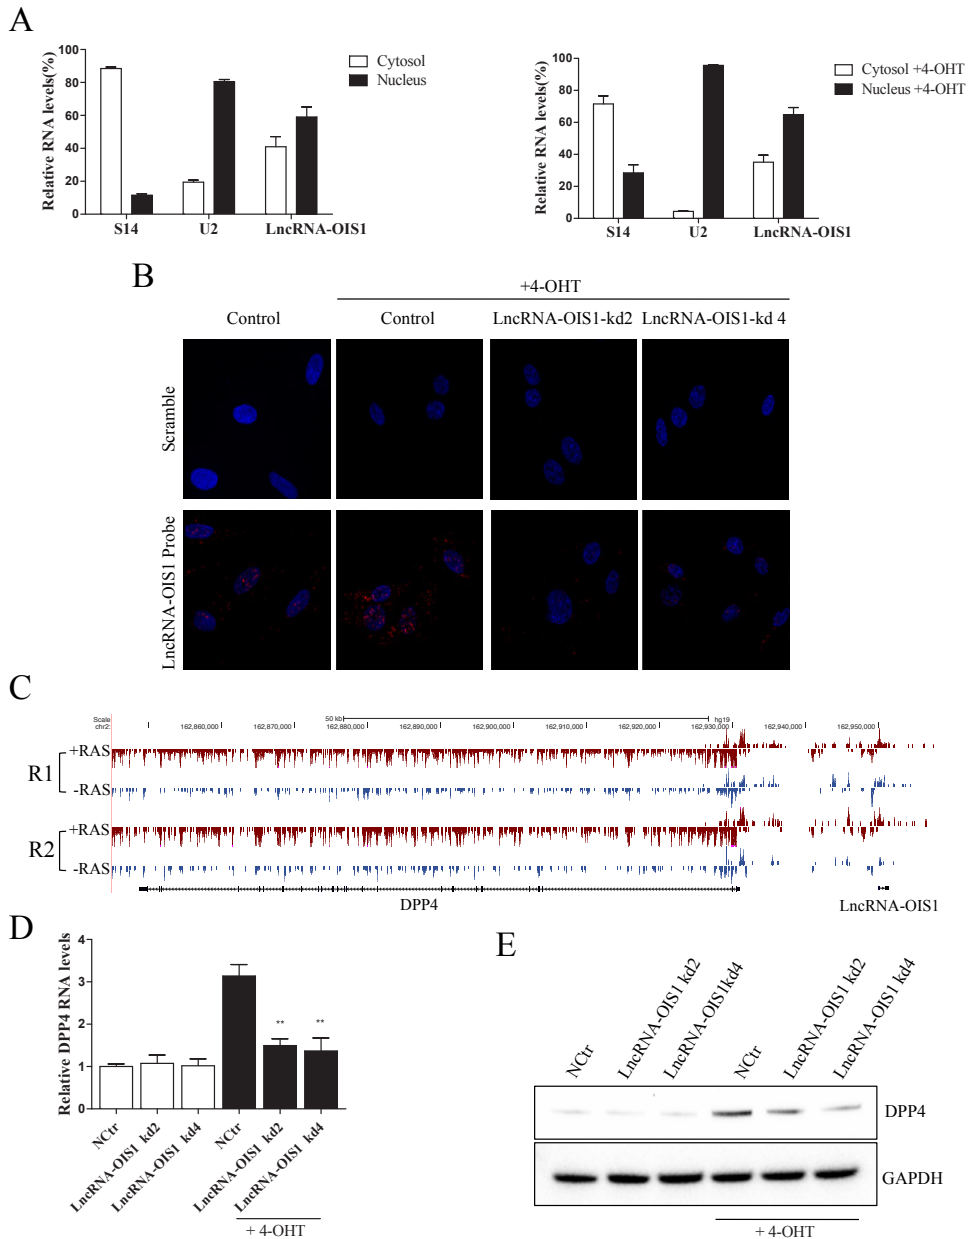 A
Relative RNA levels(%)
100
80
60
40
20
0
S14
U2
LncRNA-OIS1
Cytosol
Nucleus
Relative RNA levels(%)
100
80
60
40
20
0
S14
U2
LncRNA-OIS1
Cytosol +4-OHT
Nucleus +4-OHT
B
+4-OHT
Control
Control
LncRNA-OIS1-kd2
LncRNA-OIS1-kd 4
Scramble
LncRNA-OIS1 Probe
C
Scale
50 kb
hg19
chr2:
162,860,000
162,870,000
162,880,000
162,890,000
162,900,000
162,910,000
162,920,000
162,930,000
162,940,000
162,950,000
R1
+RAS
-RAS
R2
+RAS
-RAS
DPP4
LncRNA-OIS1
D
Relative DPP4 RNA levels
4
3
2
1
0
**
**
NCtr
LncRNA-OIS1 kd2
LncRNA-OIS1 kd4
NCtr
LncRNA-OIS1 kd2
LncRNA-OIS1 kd4
+ 4-OHT
E
NCtr
LncRNA-OIS1 kd2
LncRNA-OIS1kd4
NCtr
LncRNA-OIS1 kd2
LncRNA-OIS1 kd4
DPP4
GAPDH
+ 4-OHT